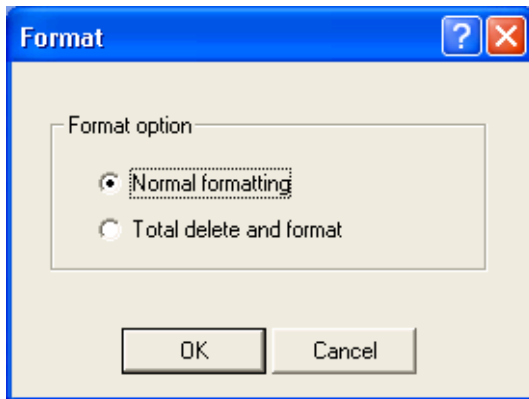 Format
Format option
Normal formatting
Total delete and format
OK Cancel